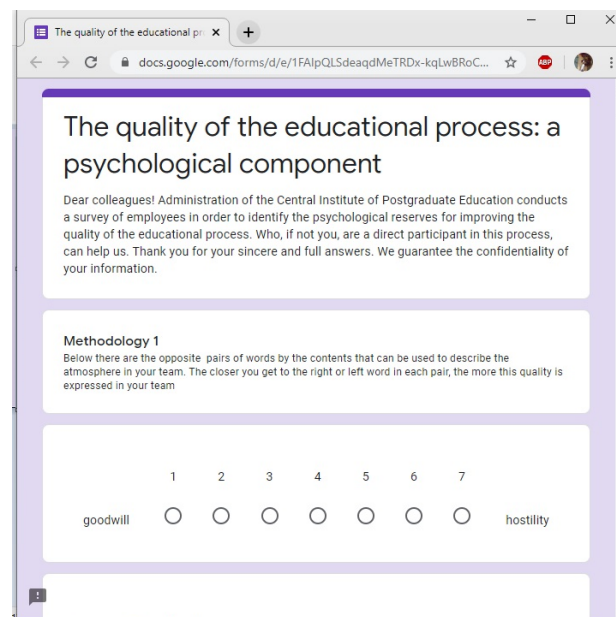 The quality of the educational pr
docs.google.com/forms/d/e/1FAIpQLSdeaqdMeTRDx-kqLwBRoC...
ABP
The quality of the educational process: a
psychological component
Dear colleagues! Administration of the Central Institute of Postgraduate Education conducts
a survey of employees in order to identify the psychological reserves for improving the
quality of the educational process. Who, if not you, are a direct participant in this process,
can help us. Thank you for your sincere and full answers. We guarantee the confidentiality of
your information.
Methodology 1
Below there are the opposite pairs of words by the contents that can be used to describe the
atmosphere in your team. The closer you get to the right or left word in each pair, the more this quality is
expressed in your team
1 2 3 4 5 6 7
goodwill hostility